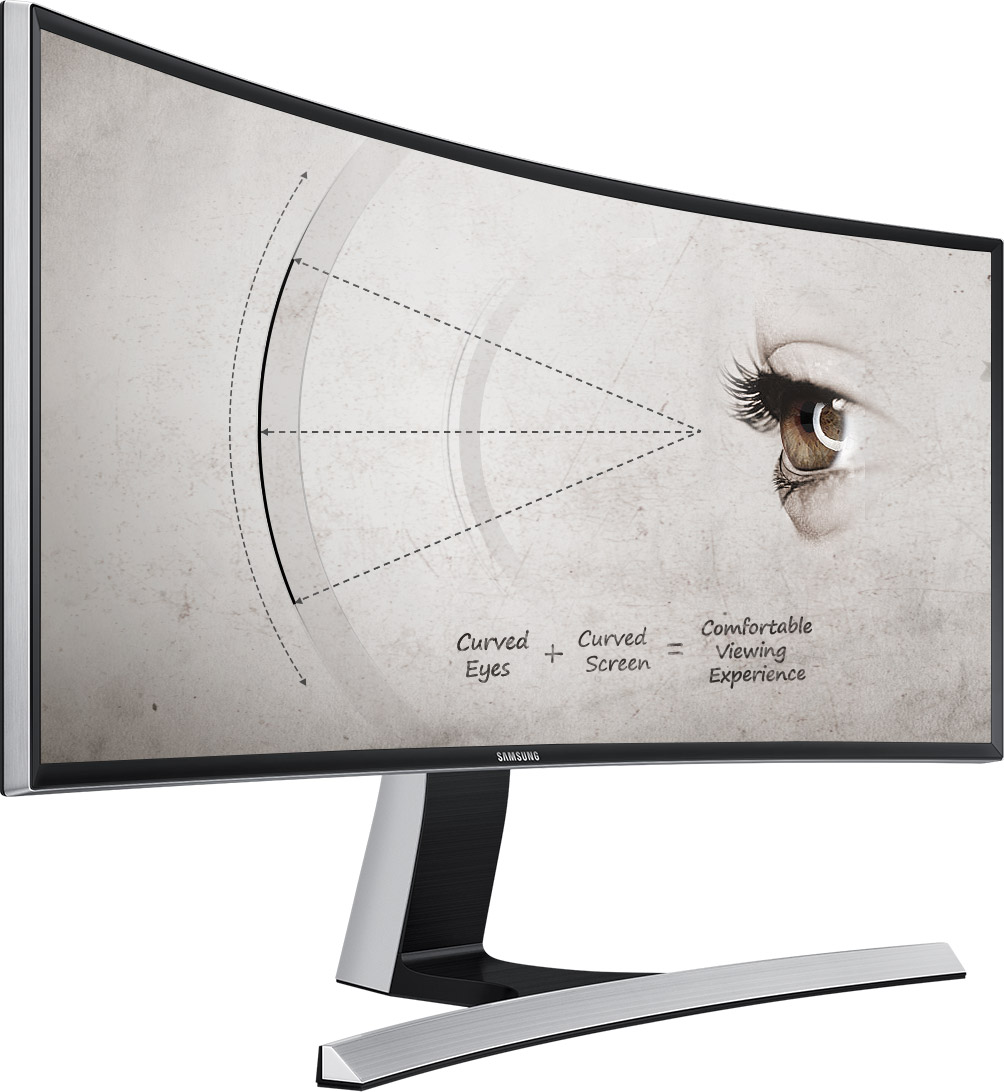 Curved
Eyes
+
Curved
Screen
=
Comfortable
Viewing
Experience
SAMSUNG